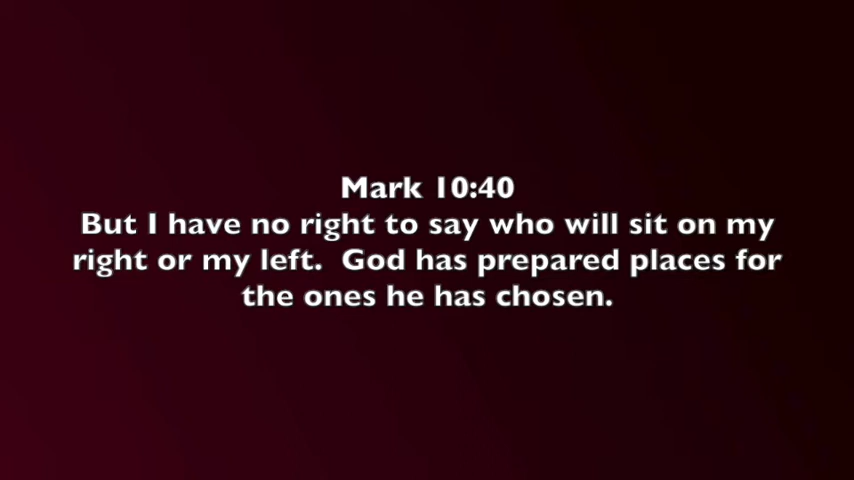 Mark 10:40
But I have no right to say who will sit on my
right or my left.  God has prepared places for
the ones he has chosen.